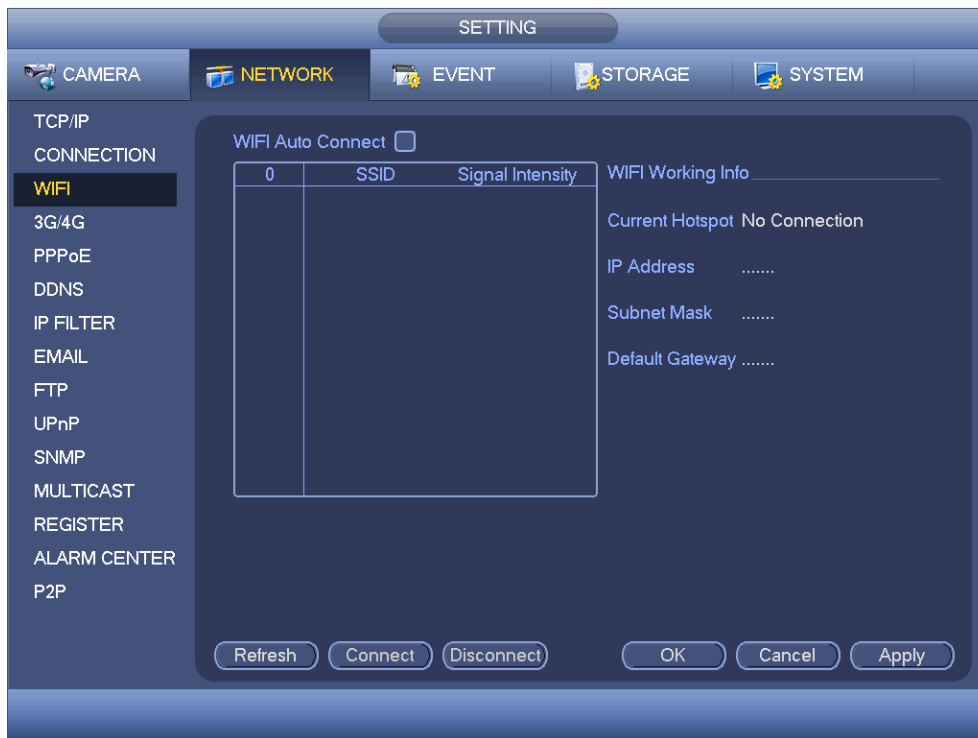 SETTING
CAMERA NETWORK EVENT STORAGE SYSTEM
TCP/IP
CONNECTION
WIFI
3G/4G
PPPoE
DDNS
IP FILTER
EMAIL
FTP
UPnP
SNMP
MULTICAST
REGISTER
ALARM CENTER
P2P
WIFI Auto Connect
0 SSID Signal Intensity
WIFI Working Info
Current Hotspot No Connection
IP Address .......
Subnet Mask .......
Default Gateway .......
Refresh Connect Disconnect OK Cancel Apply